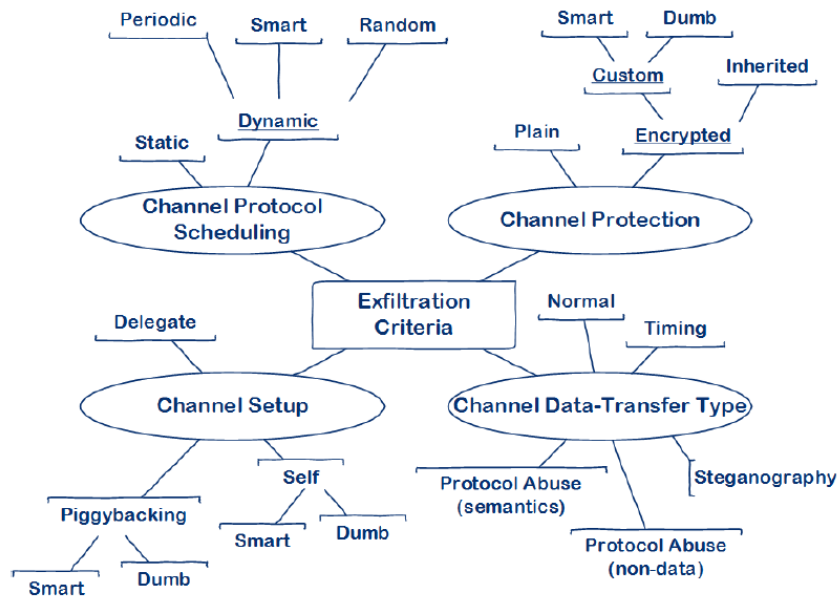 Periodic
Smart
Random
Dynamic
Static
Channel Protocol
Scheduling
Smart
Dumb
Custom
Inherited
Plain
Encrypted
Channel Protection
Exfiltration
Criteria
Delegate
Channel Setup
Normal
Timing
Channel Data-Transfer Type
Self
Piggybacking
Smart
Dumb
Smart
Dumb
Protocol Abuse
(semantics)
Steganography
Protocol Abuse
(non-data)